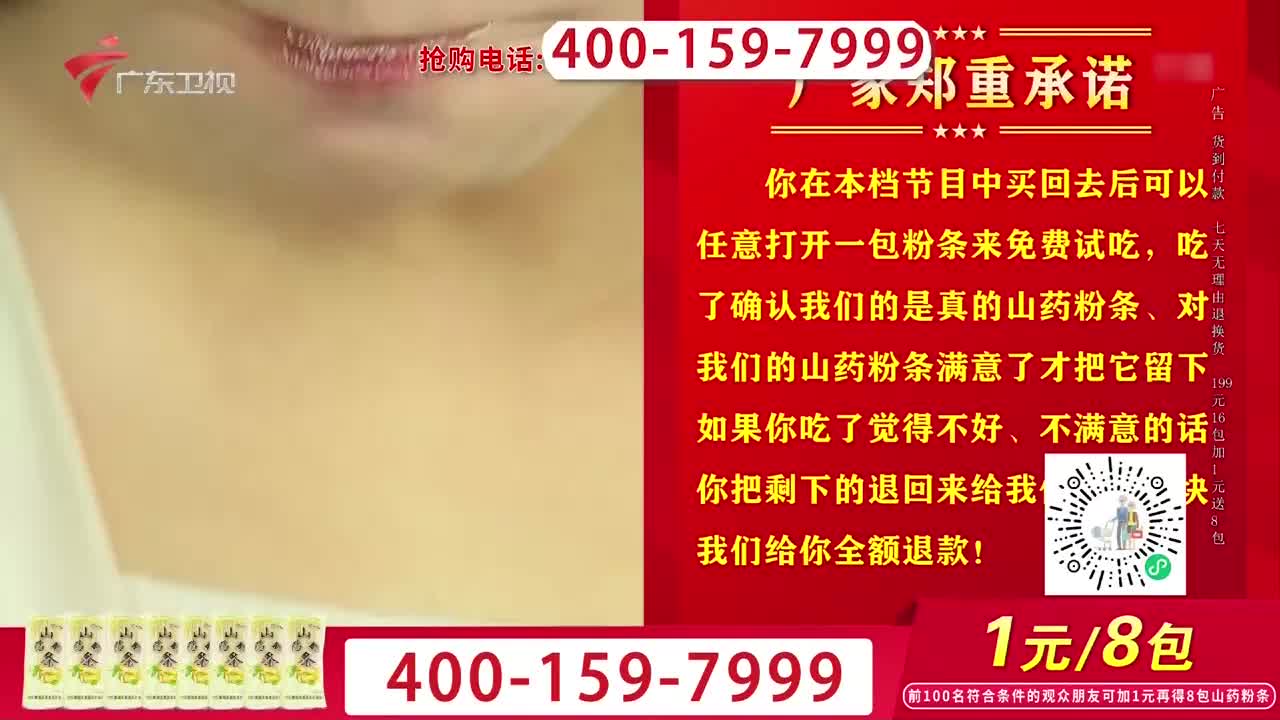 广东卫视
抢购电话:
400-159-7999
厂家郑重承诺
你在本档节目中买回去后可以
任意打开一包粉条来免费试吃，吃
了确认我们的是真的山药粉条、对
我们的山药粉条满意了才把它留下
如果你吃了觉得不好、不满意的话
你把剩下的退回来给我
我们给你全额退款！
广告 货到付款 七天无理由退换货 199元16包加1元送8包
400-159-7999
1元/8包
前100名符合条件的观众朋友可加1元再得8包山药粉条